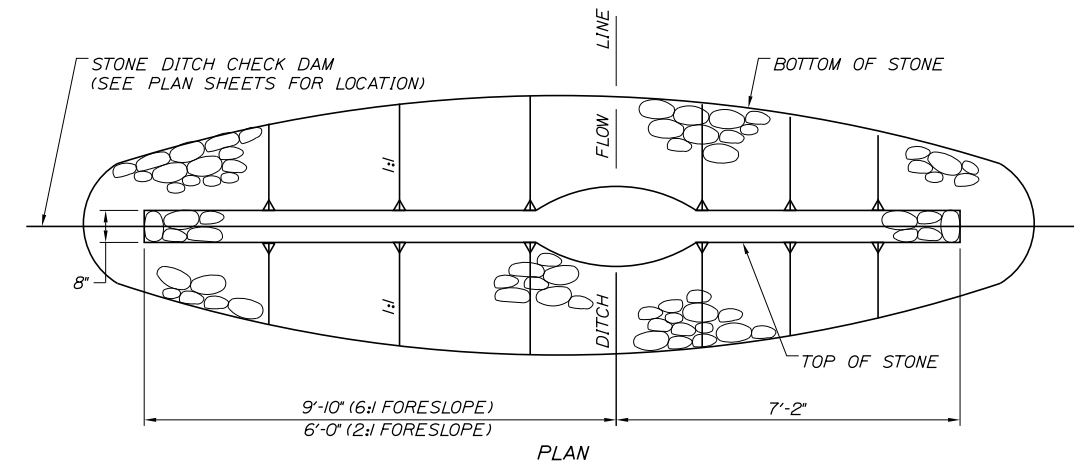 STONE DITCH CHECK DAM
(SEE PLAN SHEETS FOR LOCATION)
LINE
BOTTOM OF STONE
FLOW
1:1
8"
1:1
DITCH
TOP OF STONE
9'-10" (6:1 FORESLOPE)
6'-0" (2:1 FORESLOPE)
7'-2"
PLAN